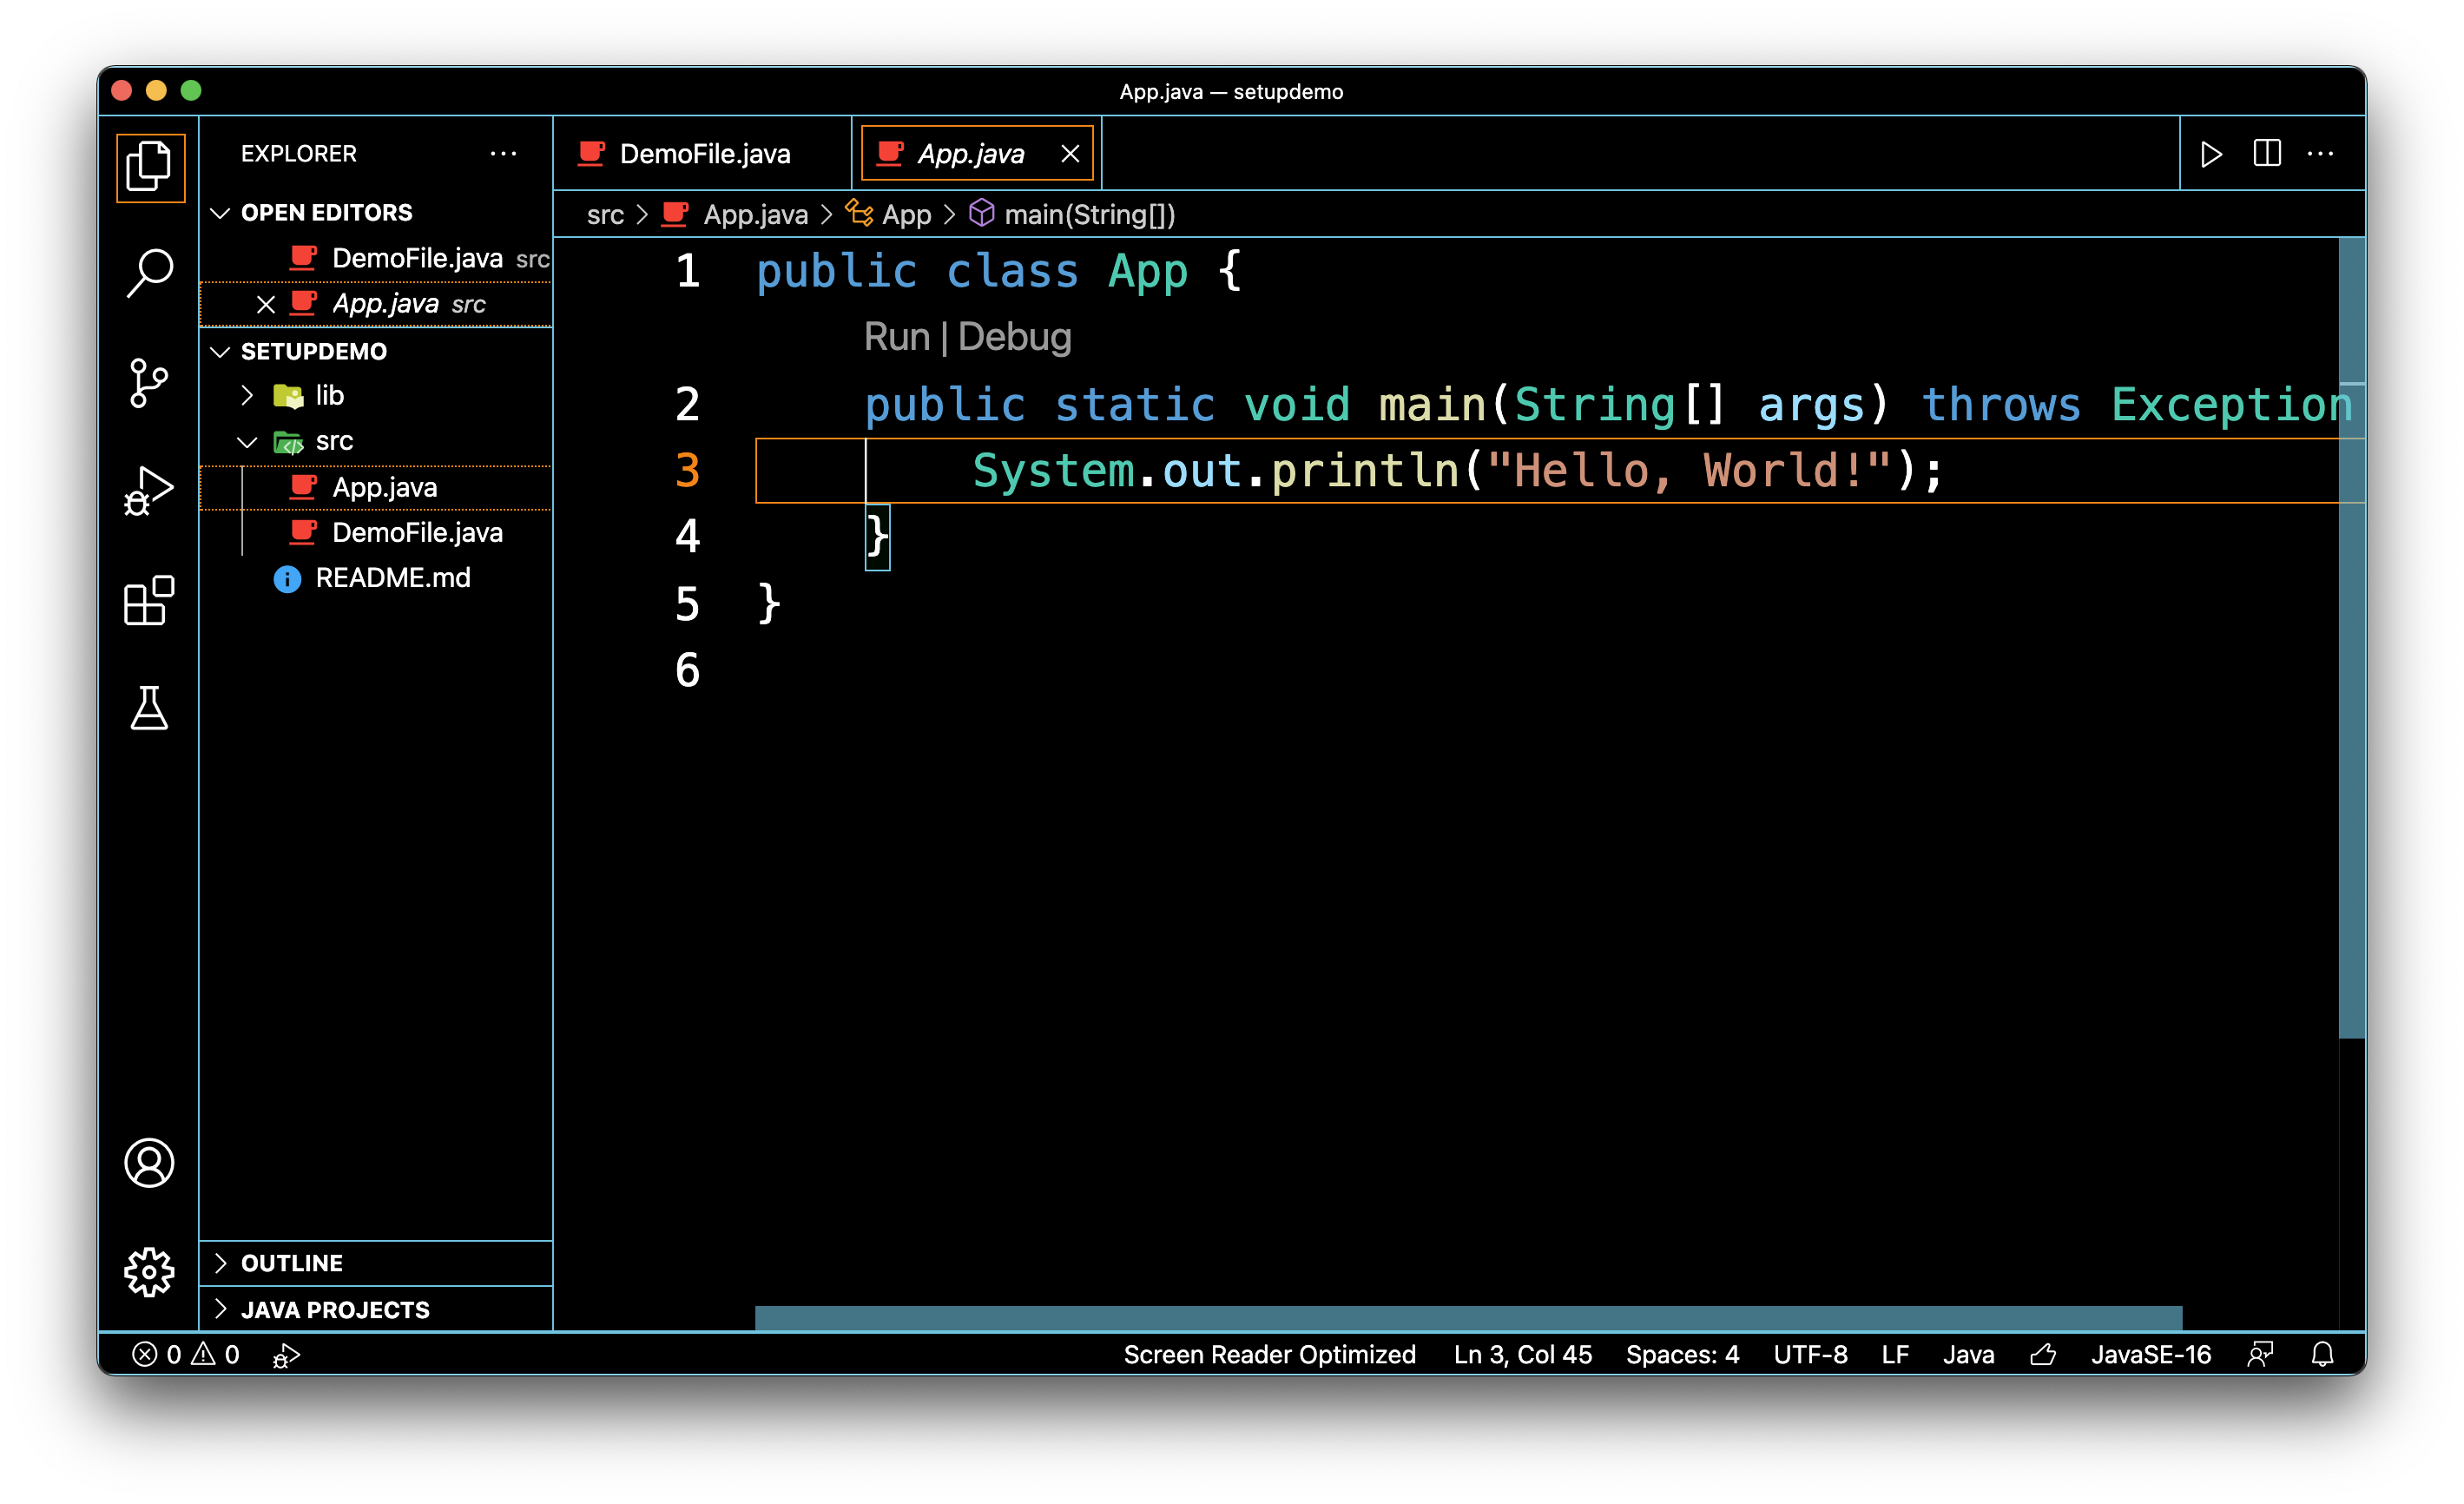 App.java — setupdemo
EXPLORER
OPEN EDITORS
DemoFile.java src
App.java src
SETUPDEMO
lib
src
App.java
DemoFile.java
README.md
OUTLINE
JAVA PROJECTS
DemoFile.java
App.java
src > App.java > App > main(String[])
1 public class App {
Run | Debug
2 public static void main(String[] args) throws Exception
3 System.out.println("Hello, World!");
4 }
5 }
6
0 0
Screen Reader Optimized Ln 3, Col 45 Spaces: 4 UTF-8 LF Java JavaSE-16